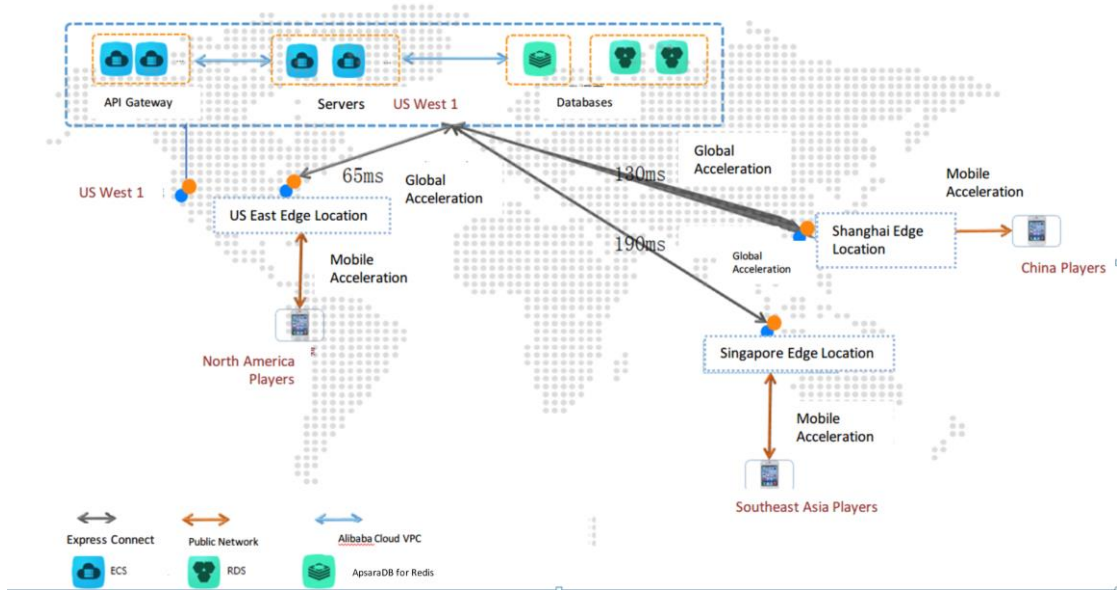 API Gateway
Servers
US West 1
Databases
US West 1
65ms
Global
Acceleration
130ms
Global
Acceleration
Mobile
Acceleration
US East Edge Location
Shanghai Edge
Location
190ms
Global
Acceleration
China Players
Mobile
Acceleration
North America
Players
Singapore Edge Location
Mobile
Acceleration
Southeast Asia Players
Express Connect
Public Network
Alibaba Cloud VPC
ECS
RDS
ApsaraDB for Redis